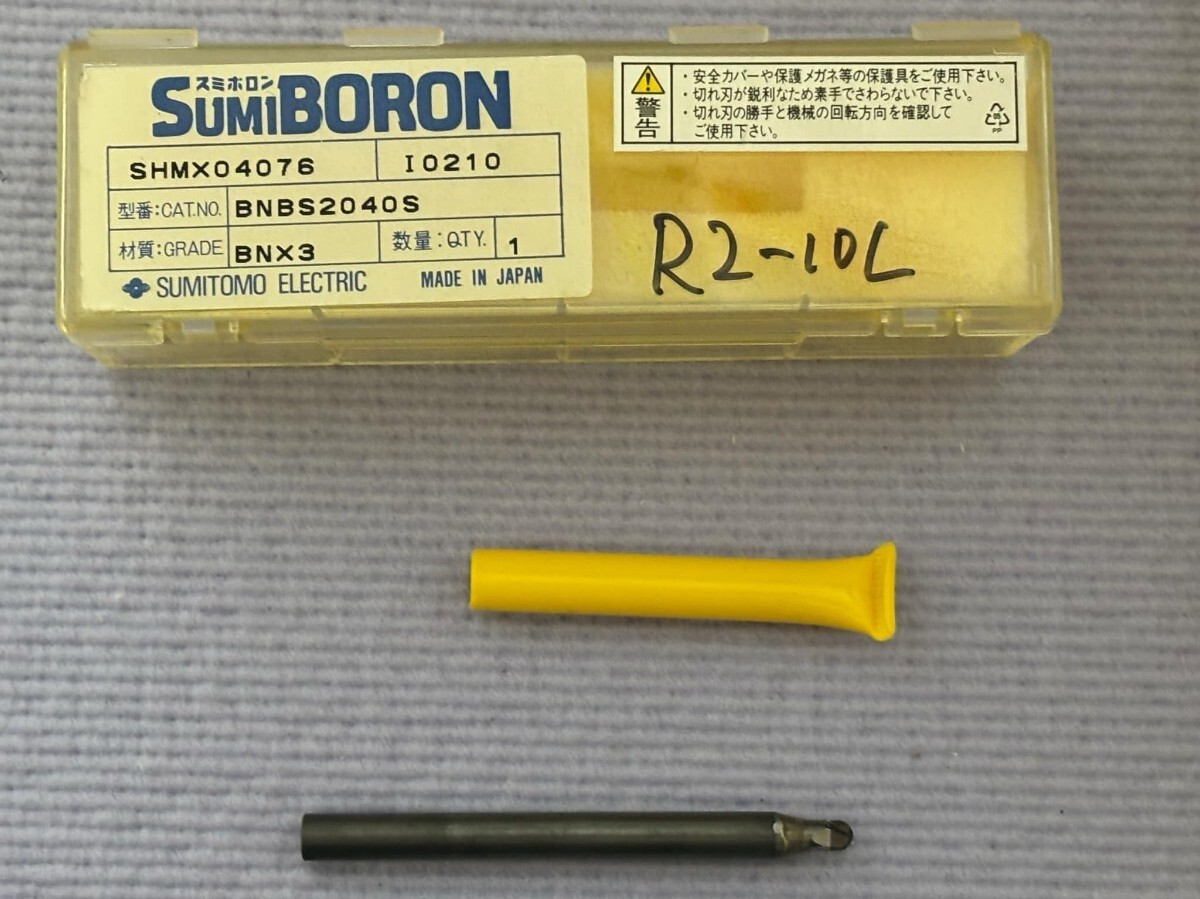 スミボロン
SUMIBORON
SHMX04076 I0210
型番:CAT.NO. BNBS2040S
材質:GRADE BNX3 数量:Q.TY. 1
SUMITOMO ELECTRIC MADE IN JAPAN
警告
・安全カバーや保護メガネ等の保護具をご使用下さい。
・切れ刃が鋭利なため素手でさわらないで下さい。
・切れ刃の勝手と機械の回転方向を確認して
ご使用下さい。
PP
R2-10L